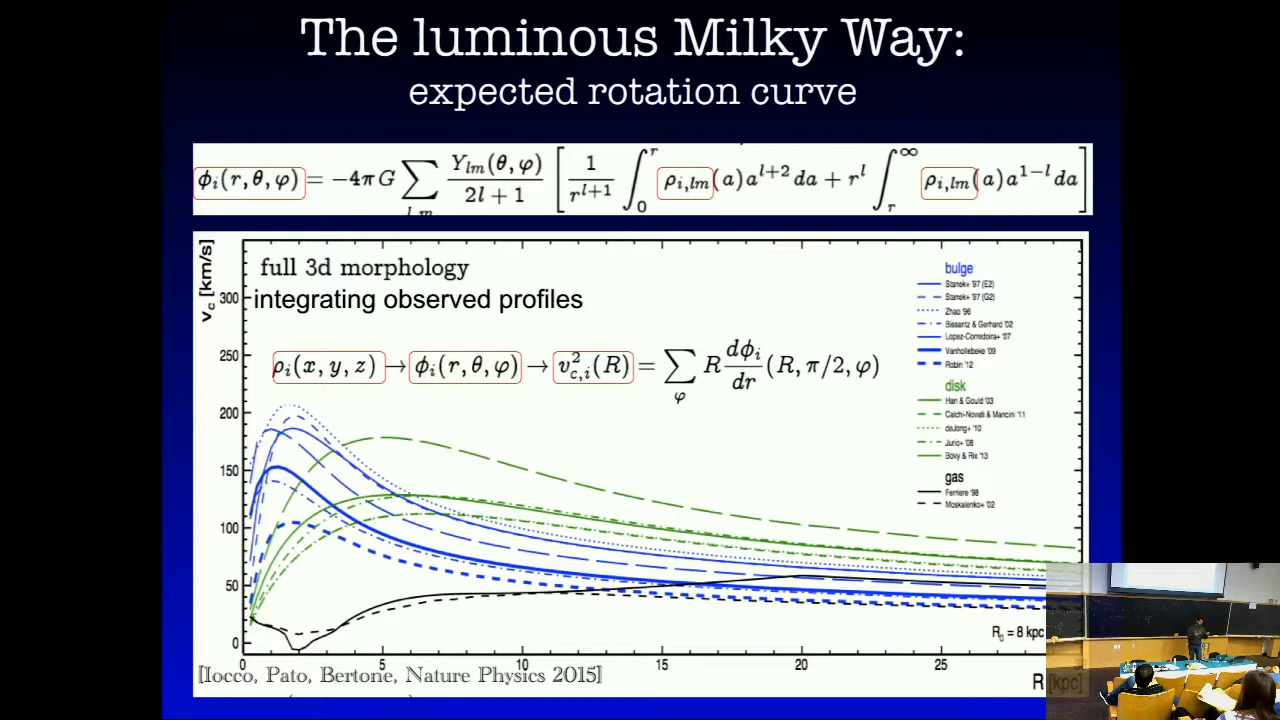 The luminous Milky Way:
expected rotation curve
ϕ_i(r,θ,φ) = −4πG ∑_{l,m} Y_{lm}(θ,φ)/(2l+1) [ 1/r^{l+1} ∫_0^r ρ_{i,lm}(a)a^{l+2}da + r^l ∫_r^∞ ρ_{i,lm}(a)a^{1−l}da ]
full 3d morphology
integrating observed profiles
ρ_i(x,y,z) → ϕ_i(r,θ,φ) → v²_{c,i}(R) = ∑_φ R dϕ_i/dr (R,π/2,φ)
v_c [km/s]
300
250
200
150
100
50
0
bulge
Stanek+ '97 (E2)
Stanek+ '97 (G2)
Zhao '96
Bissantz & Gerhard '02
Lopez-Corredoira+ '07
Vanhollebeke '09
Robin '12
disk
Han & Gould '03
Calchi-Novati & Mancini '11
deJong+ '10
Juric+ '08
Bovy & Rix '13
gas
Ferriere '98
Moskalenko+ '02
R_0 = 8 kpc
0 5 10 15 20 25
R [kpc]
[Iocco, Pato, Bertone, Nature Physics 2015]